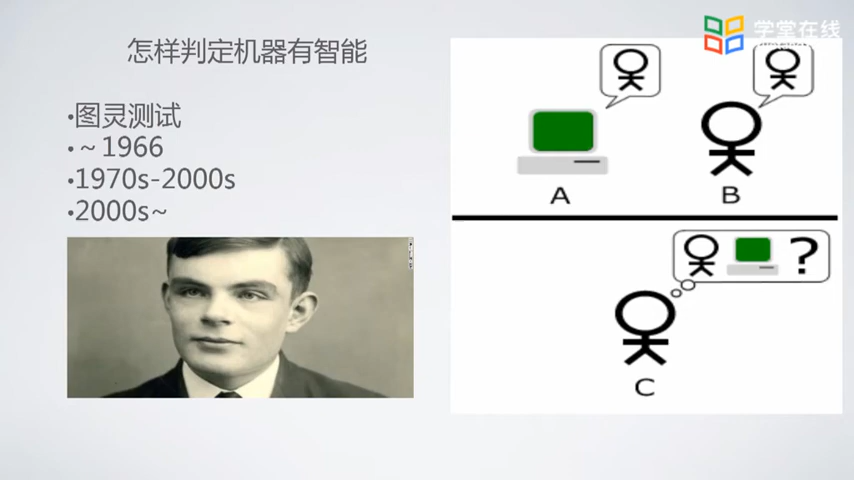 学堂在线
怎样判定机器有智能
•图灵测试
•~1966
•1970s-2000s
•2000s~
A
B
?
C